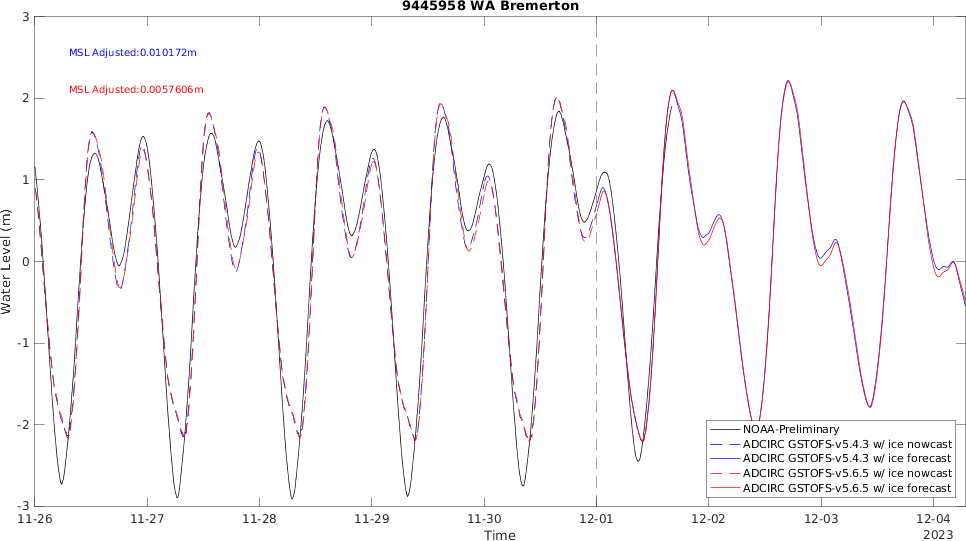 9445958 WA Bremerton
MSL Adjusted:0.010172m
MSL Adjusted:0.0057606m
Water Level (m)
3
2
1
0
-1
-2
-3
NOAA-Preliminary
ADCIRC GSTOFS-v5.4.3 w/ ice nowcast
ADCIRC GSTOFS-v5.4.3 w/ ice forecast
ADCIRC GSTOFS-v5.6.5 w/ ice nowcast
ADCIRC GSTOFS-v5.6.5 w/ ice forecast
11-26 11-27 11-28 11-29 11-30 12-01 12-02 12-03 12-04
Time
2023